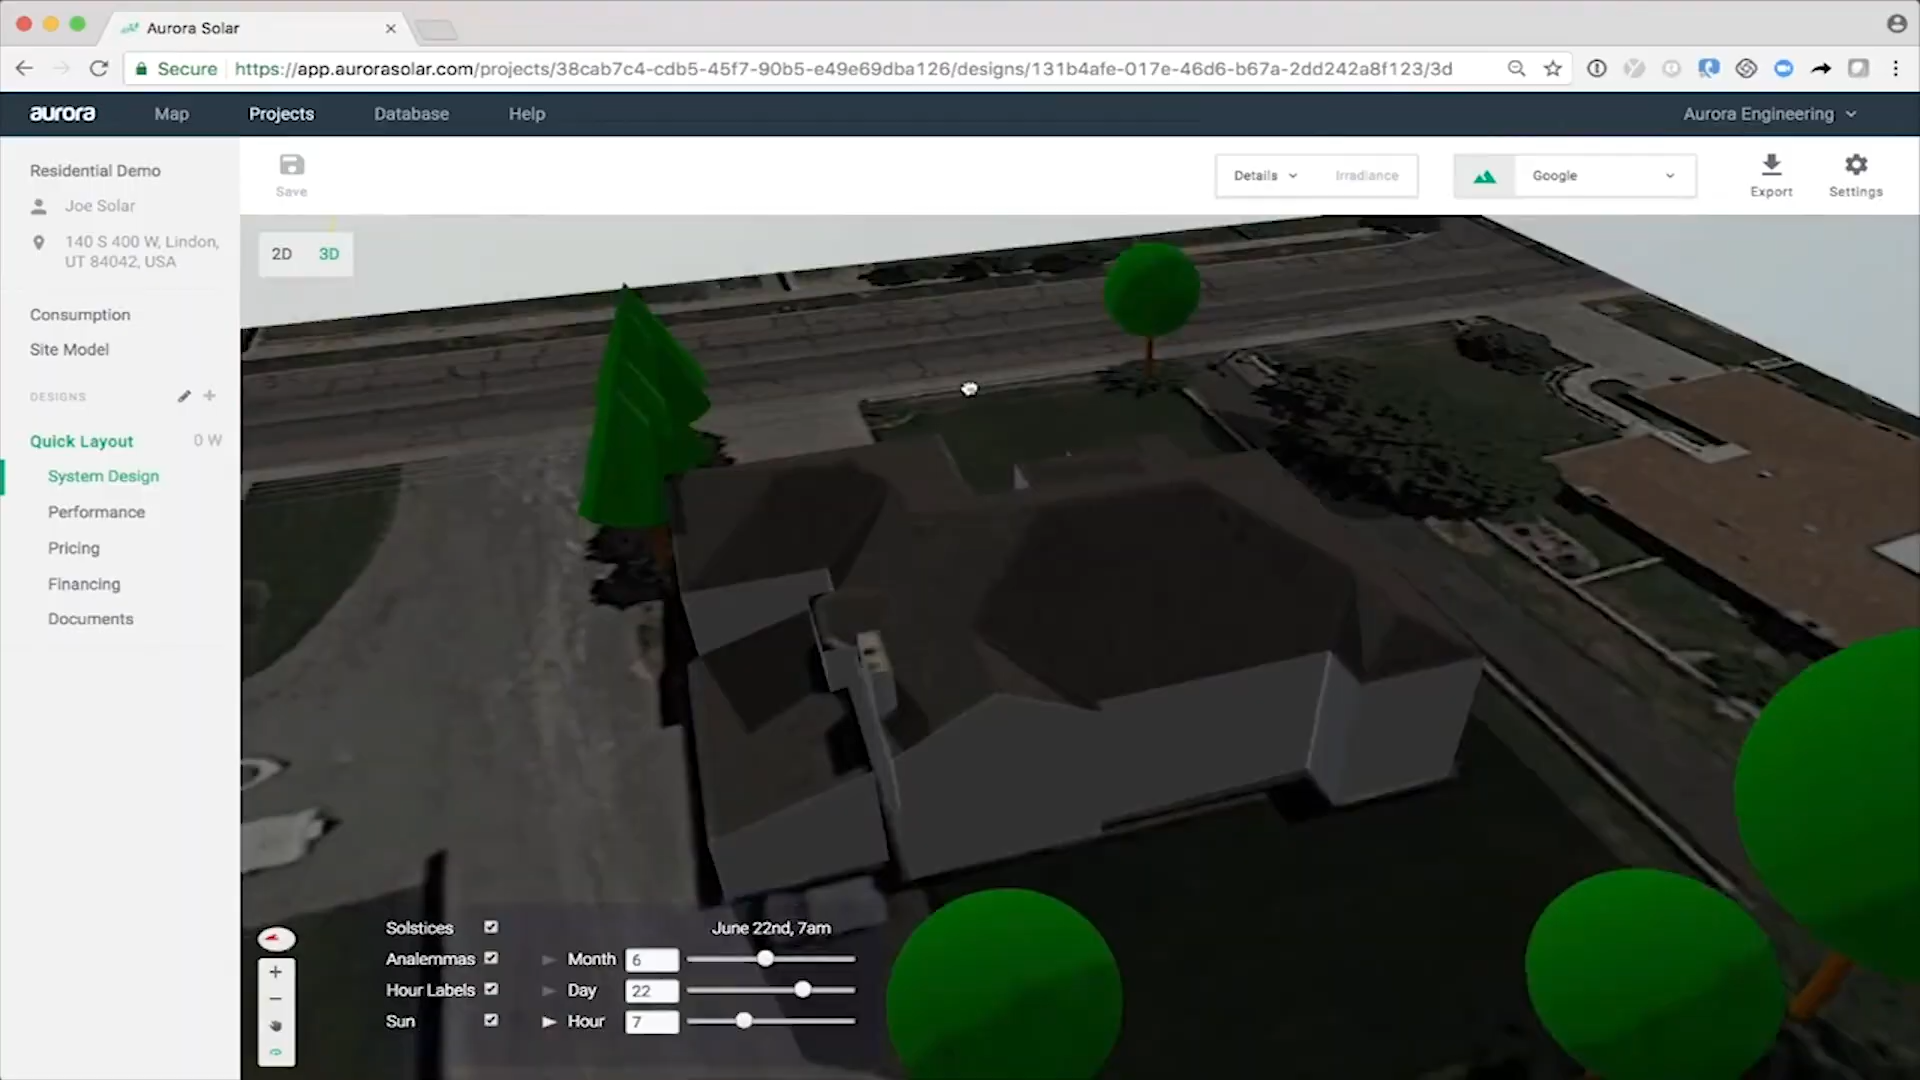 Aurora Solar
Secure https://app.aurorasolar.com/projects/38cab7c4-cdb5-45f7-90b5-e49e69dba126/designs/131b4afe-017e-46d6-b67a-2dd242a8f123/3d
aurora Map Projects Database Help Aurora Engineering
Residential Demo
Joe Solar
140 S 400 W, Lindon,
UT 84042, USA
Consumption
Site Model
DESIGNS
Quick Layout 0 W
System Design
Performance
Pricing
Financing
Documents
Save
Details Irradiance
Google
Export
Settings
2D 3D
Solstices June 22nd, 7am
Analemmas Month 6
Hour Labels Day 22
Sun Hour 7